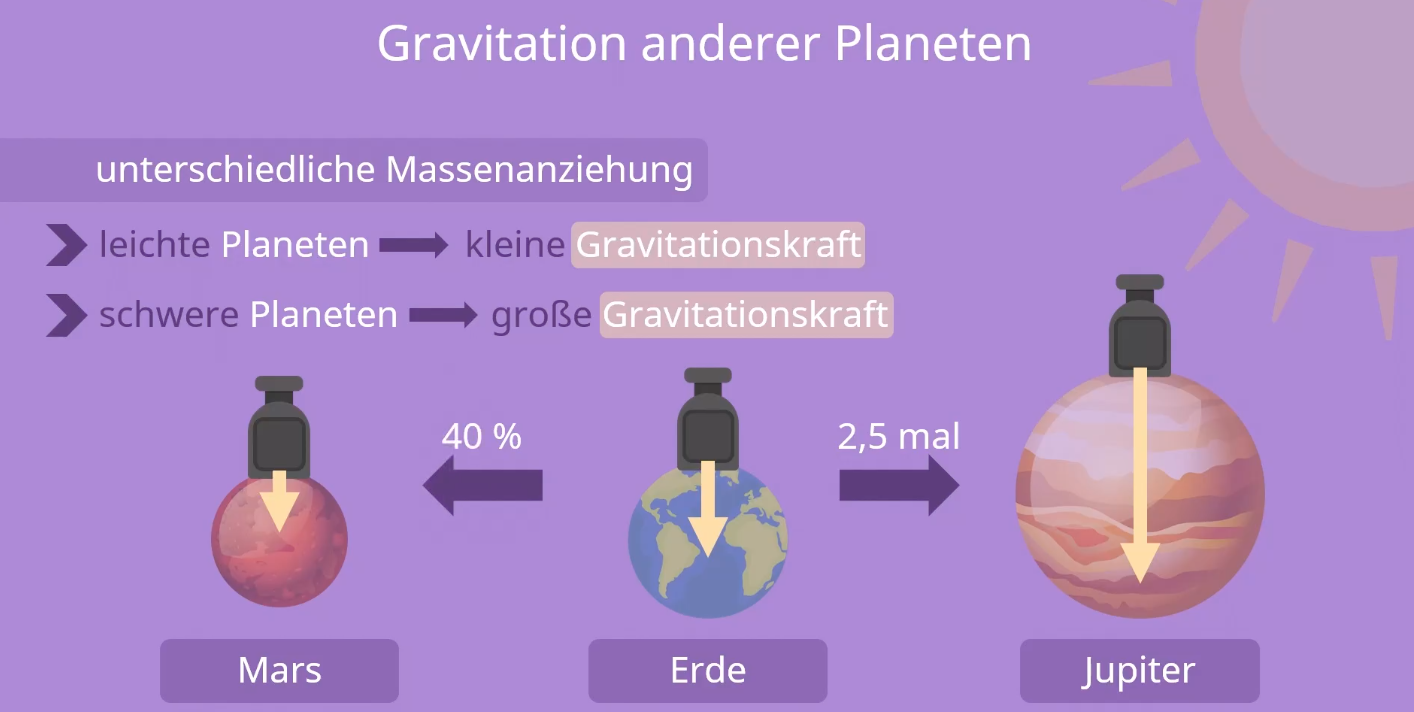 Gravitation anderer Planeten
unterschiedliche Massenanziehung
leichte Planeten kleine Gravitationskraft
schwere Planeten große Gravitationskraft
40 %
2,5 mal
Mars
Erde
Jupiter